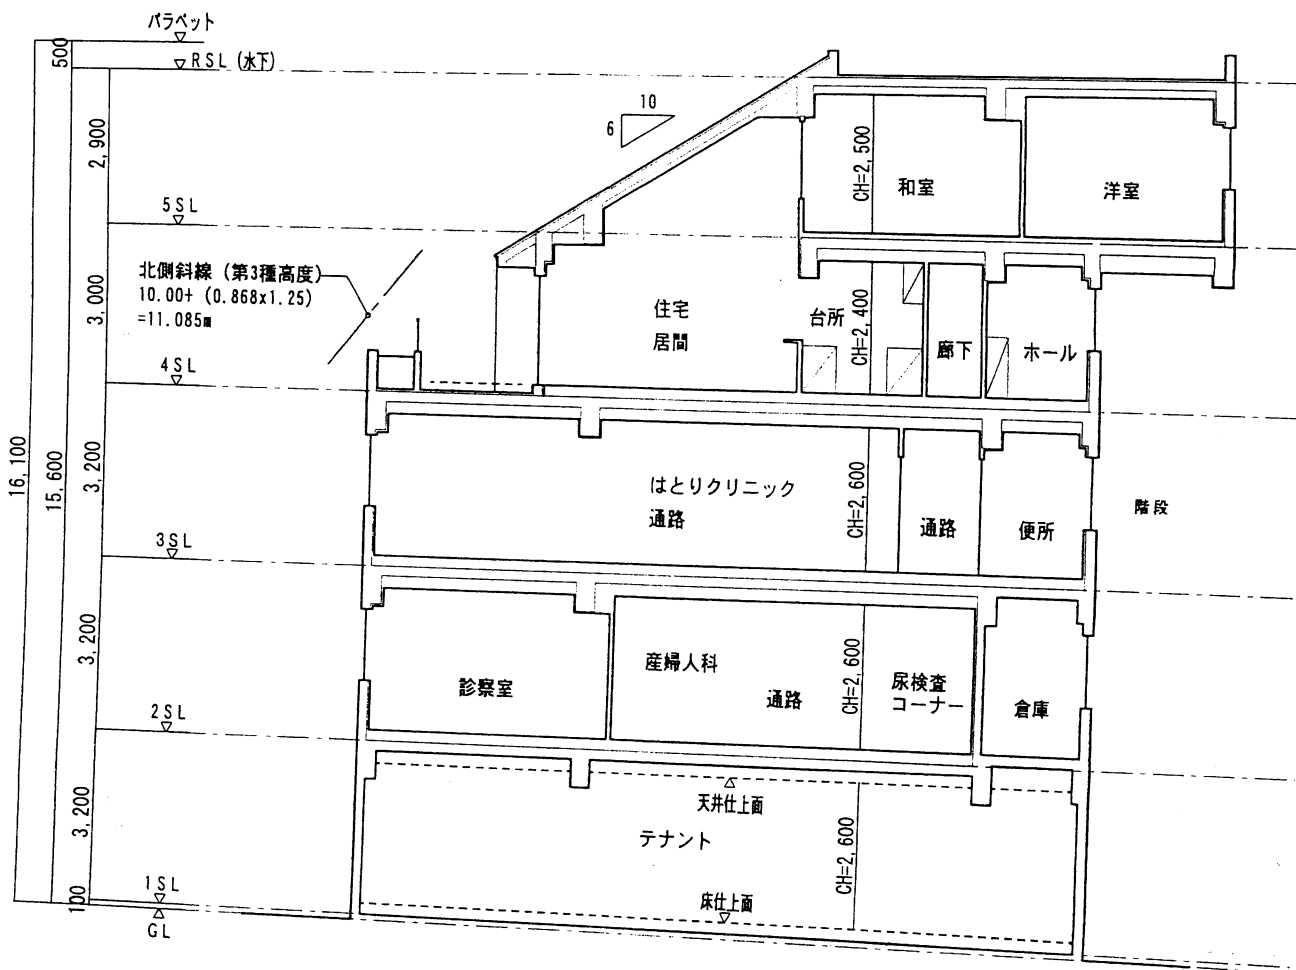 パラペット
500
RSL (水下)
10
6
2,900
CH=2,500
和室
洋室
5SL
北側斜線 (第3種高度)
10.00+ (0.868x1.25)
=11.085m
3,000
住宅
居間
台所
CH=2,400
廊下
ホール
4SL
16,100
15,600
3,200
はとりクリニック
通路
CH=2,600
通路
便所
階段
3SL
3,200
診察室
産婦人科
通路
CH=2,600
尿検査
コーナー
倉庫
2SL
天井仕上面
3,200
テナント
CH=2,600
床仕上面
1SL
100
GL